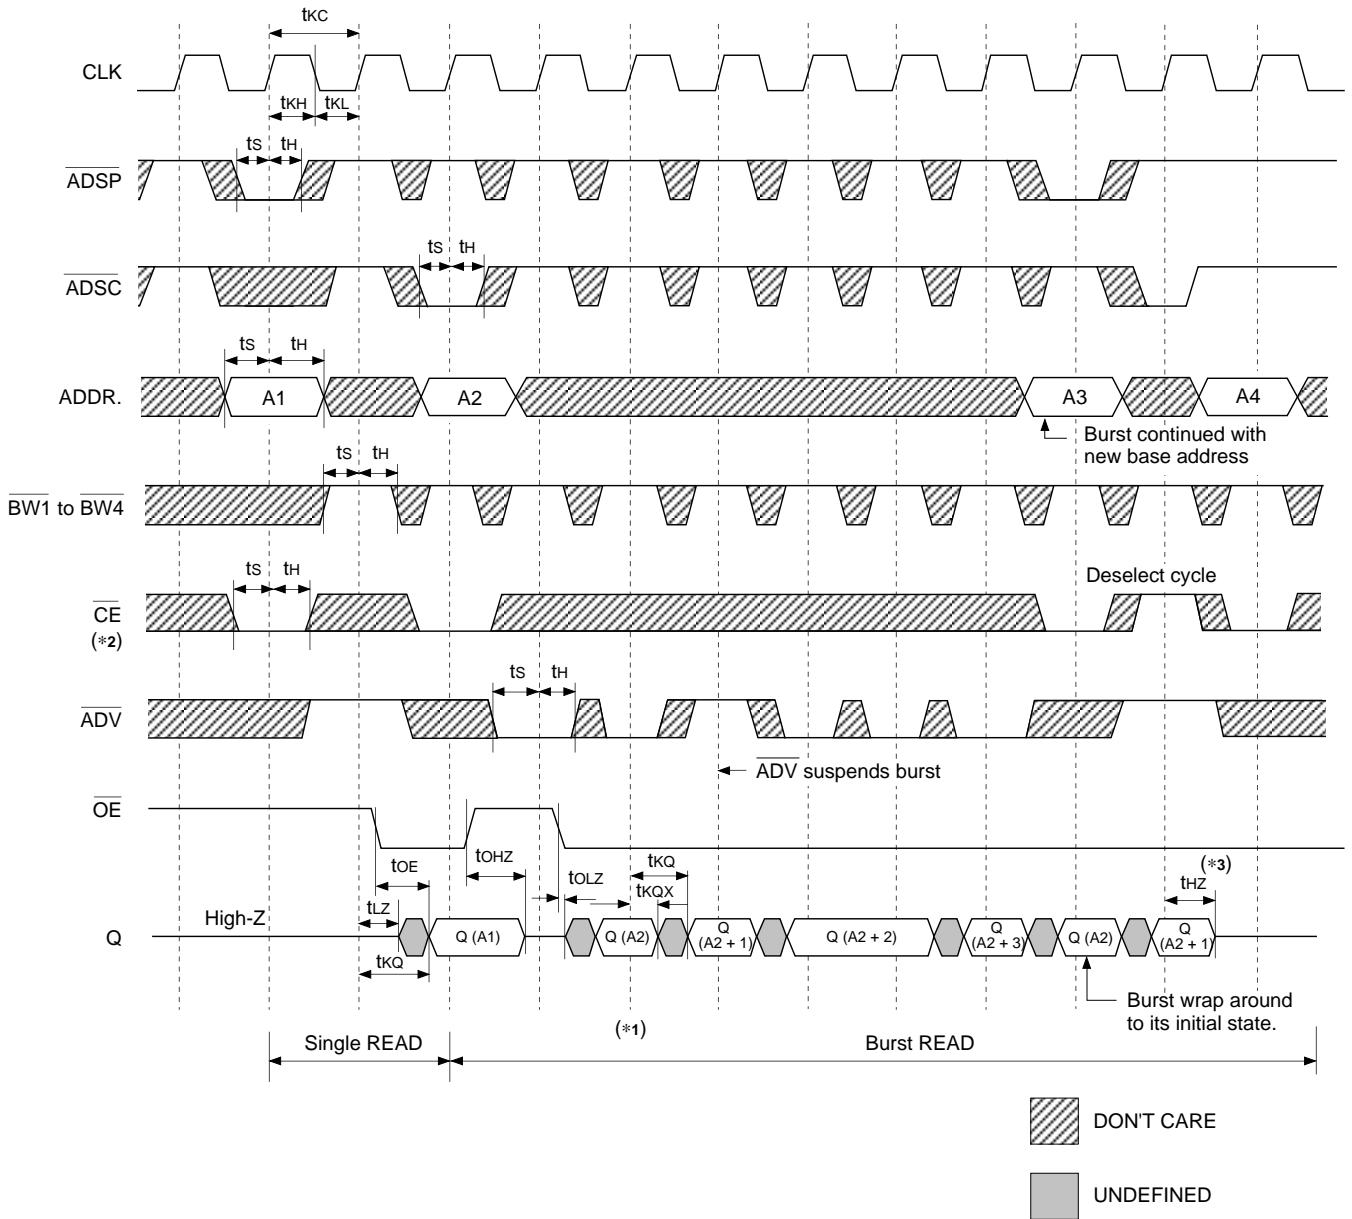 tKC
CLK
tKH tKL
tS tH
ADSP
tS tH
ADSC
tS tH
ADDR. A1 A2 A3 A4
Burst continued with
new base address
tS tH
BW1 to BW4
Deselect cycle
tS tH
CE
(*2)
tS tH
ADV
ADV suspends burst
OE
tOE tOHZ tOLZ tKQ (*3)
tLZ tKQX tHZ
High-Z
Q Q (A1) Q (A2) Q (A2 + 1) Q (A2 + 2) Q (A2 + 3) Q (A2) Q (A2 + 1)
tKQ
Burst wrap around
to its initial state.
(*1)
Single READ Burst READ
DON'T CARE
UNDEFINED